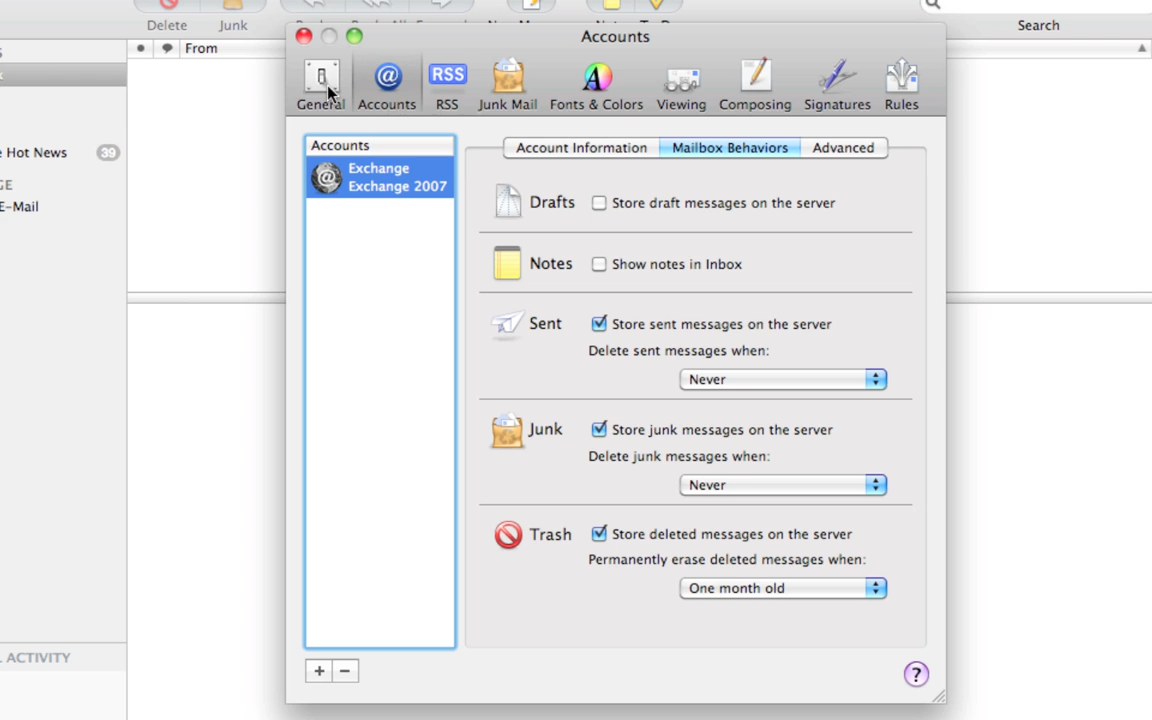 Delete
Junk
Search
From
Accounts
General
Accounts
RSS
RSS
Junk Mail
Fonts & Colors
Viewing
Composing
Signatures
Rules
Hot News
39
E-Mail
ACTIVITY
Accounts
Exchange
Exchange 2007
Account Information
Mailbox Behaviors
Advanced
Drafts
Store draft messages on the server
Notes
Show notes in Inbox
Sent
Store sent messages on the server
Delete sent messages when:
Never
Junk
Store junk messages on the server
Delete junk messages when:
Never
Trash
Store deleted messages on the server
Permanently erase deleted messages when:
One month old
+
−
?